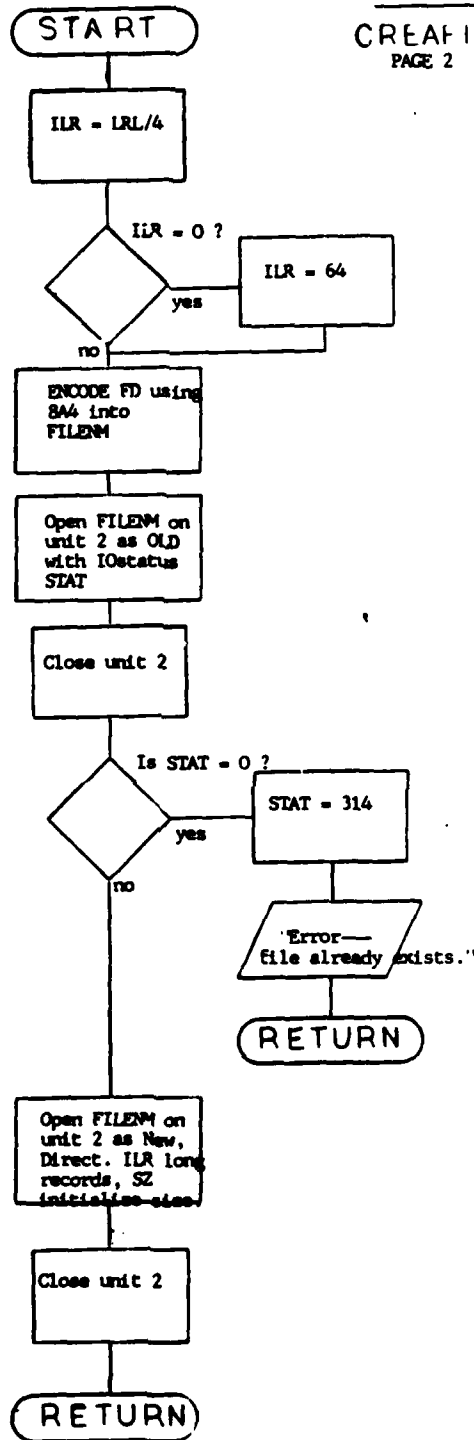 START
CREAFI
PAGE 2
ILR = LRL/4
ILR = 0 ?
yes
ILR = 64
no
ENCODE FD using
8A4 into
FILENM
Open FILENM on
unit 2 as OLD
with IOstatus
STAT
Close unit 2
Is STAT = 0 ?
yes
STAT = 314
no
"Error—
file already exists."
RETURN
Open FILENM on
unit 2 as New,
Direct. ILR long
records, SZ
initialize size.
Close unit 2
RETURN